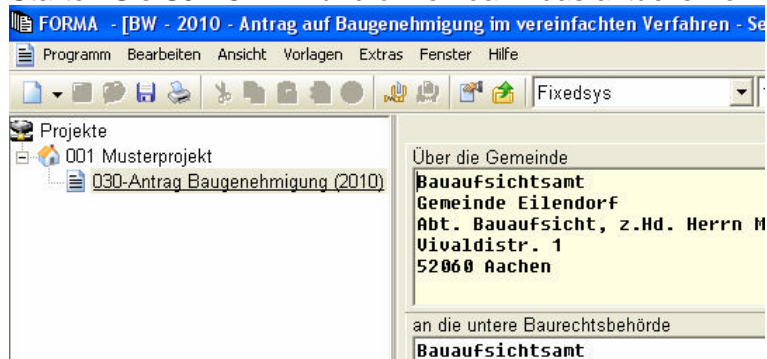 FORMA - [BW - 2010 - Antrag auf Baugenehmigung im vereinfachten Verfahren - Se
Programm Bearbeiten Ansicht Vorlagen Extras Fenster Hilfe
Fixedsys
Projekte
001 Musterprojekt
030-Antrag Baugenehmigung (2010)
Über die Gemeinde
Bauaufsichtsamt
Gemeinde Eilendorf
Abt. Bauaufsicht, z.Hd. Herrn M
Vivaldistr. 1
52060 Aachen
an die untere Baurechtsbehörde
Bauaufsichtsamt